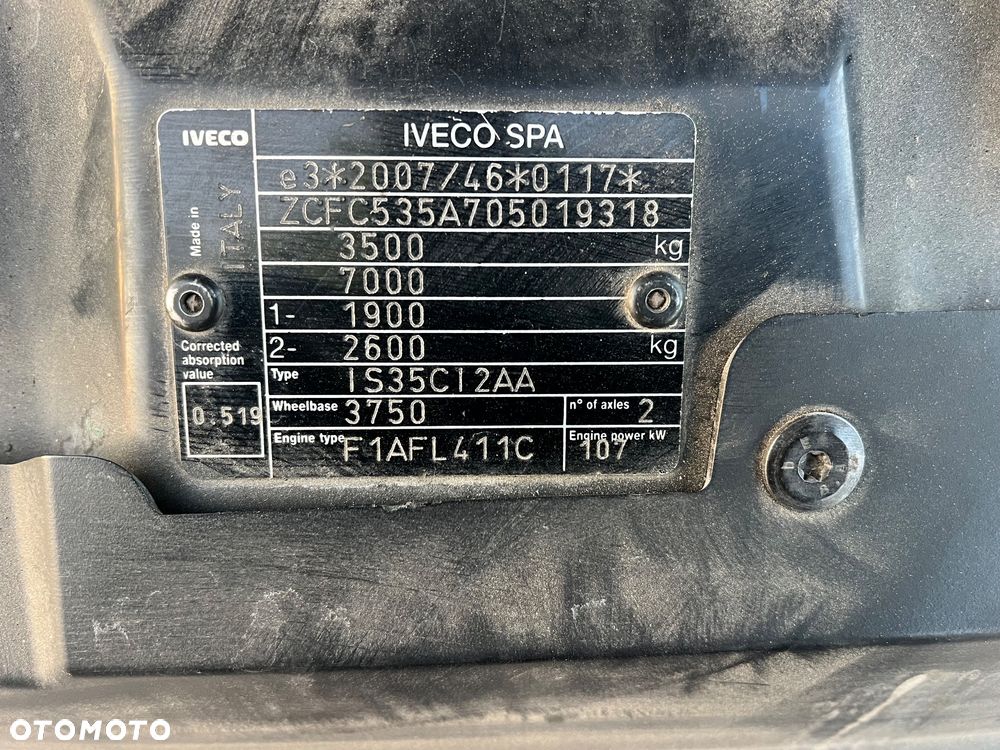 IVECO
IVECO SPA
e3*2007/46*0117*
Made in
ITALY
ZCFC535A705019318
3500 kg
7000
1- 1900
2- 2600 kg
Corrected
absorption
value
0.519
Type IS35CI2AA
Wheelbase 3750 n° of axles 2
Engine type F1AFL411C Engine power kW 107
OTOMOTO